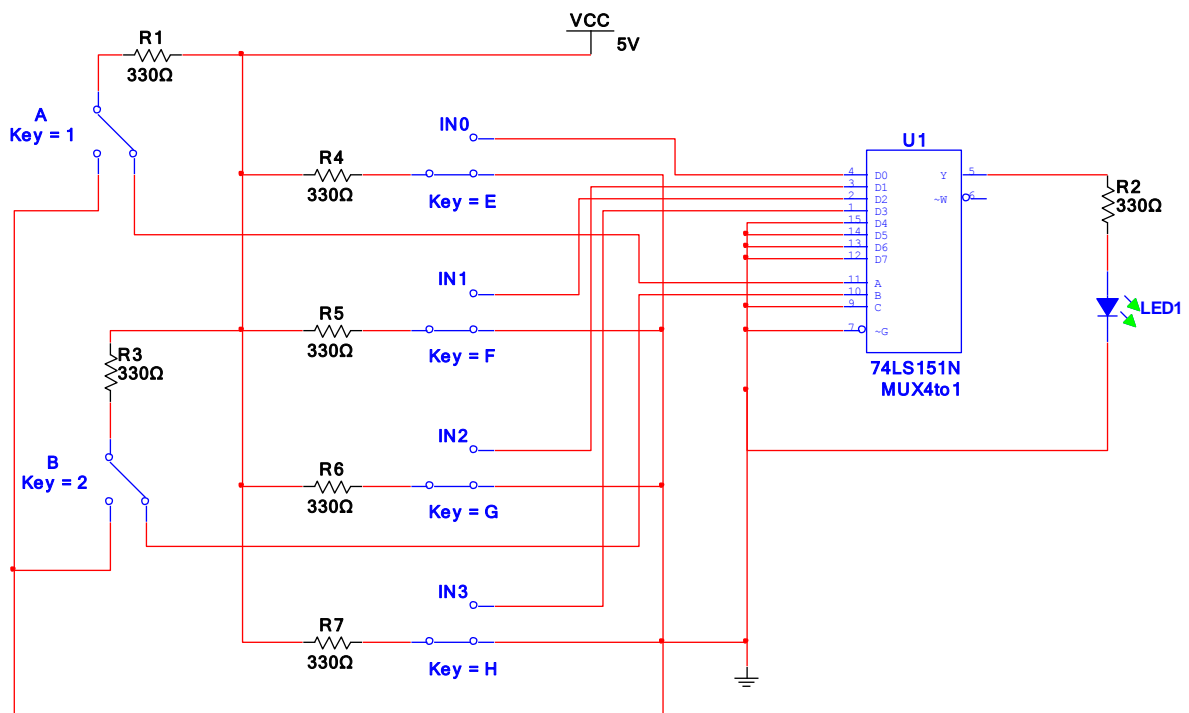 VCC
5V
R1
330Ω
A
Key = 1
IN0
R4
330Ω
Key = E
U1
4 D0
3 D1
2 D2
1 D3
15 D4
14 D5
13 D6
12 D7
11 A
10 B
9 C
7 ~G
Y 5
~W 6
74LS151N
MUX4to1
R2
330Ω
LED1
IN1
R5
330Ω
Key = F
R3
330Ω
B
Key = 2
IN2
R6
330Ω
Key = G
IN3
R7
330Ω
Key = H